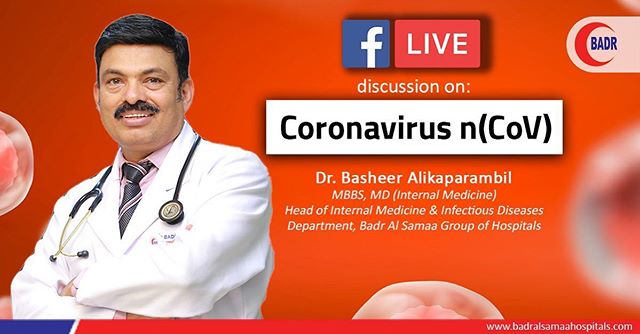 f LIVE
BADR
discussion on:
Coronavirus n(CoV)
Dr. Basheer Alikaparambil
MBBS, MD (Internal Medicine)
Head of Internal Medicine & Infectious Diseases
Department, Badr Al Samaa Group of Hospitals
BADR
www.badralsamaahospitals.com